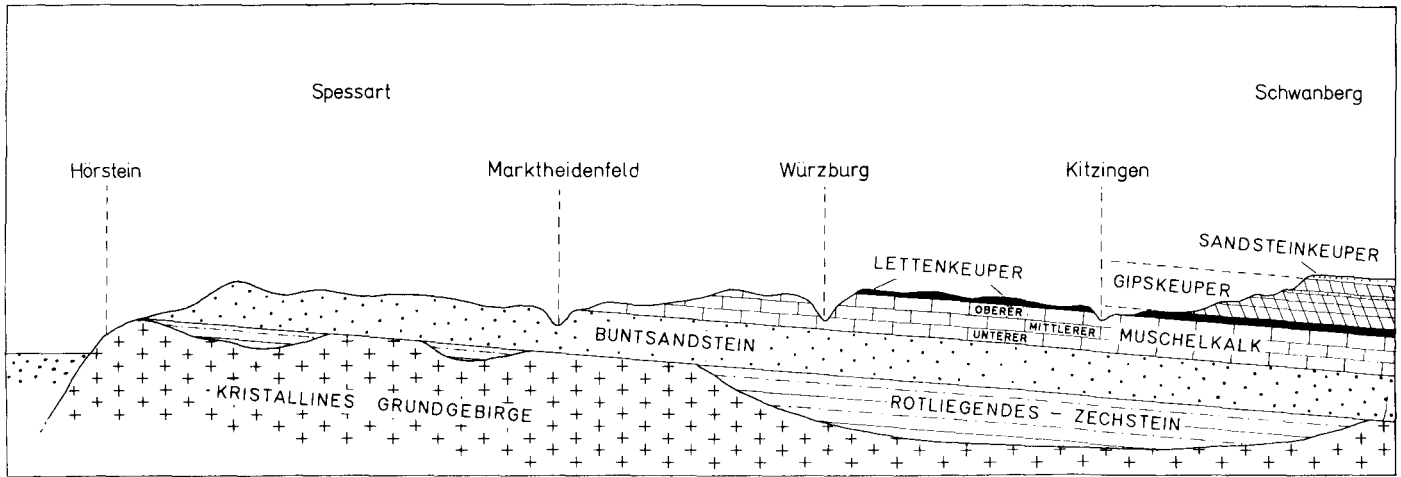 Spessart
Schwanberg
Hörstein
Marktheidenfeld
Würzburg
Kitzingen
SANDSTEINKEUPER
LETTENKEUPER
GIPSKEUPER
OBERER
MITTLERER
UNTERER
MUSCHELKALK
BUNTSANDSTEIN
KRISTALLINES GRUNDGEBIRGE
ROTLIEGENDES - ZECHSTEIN